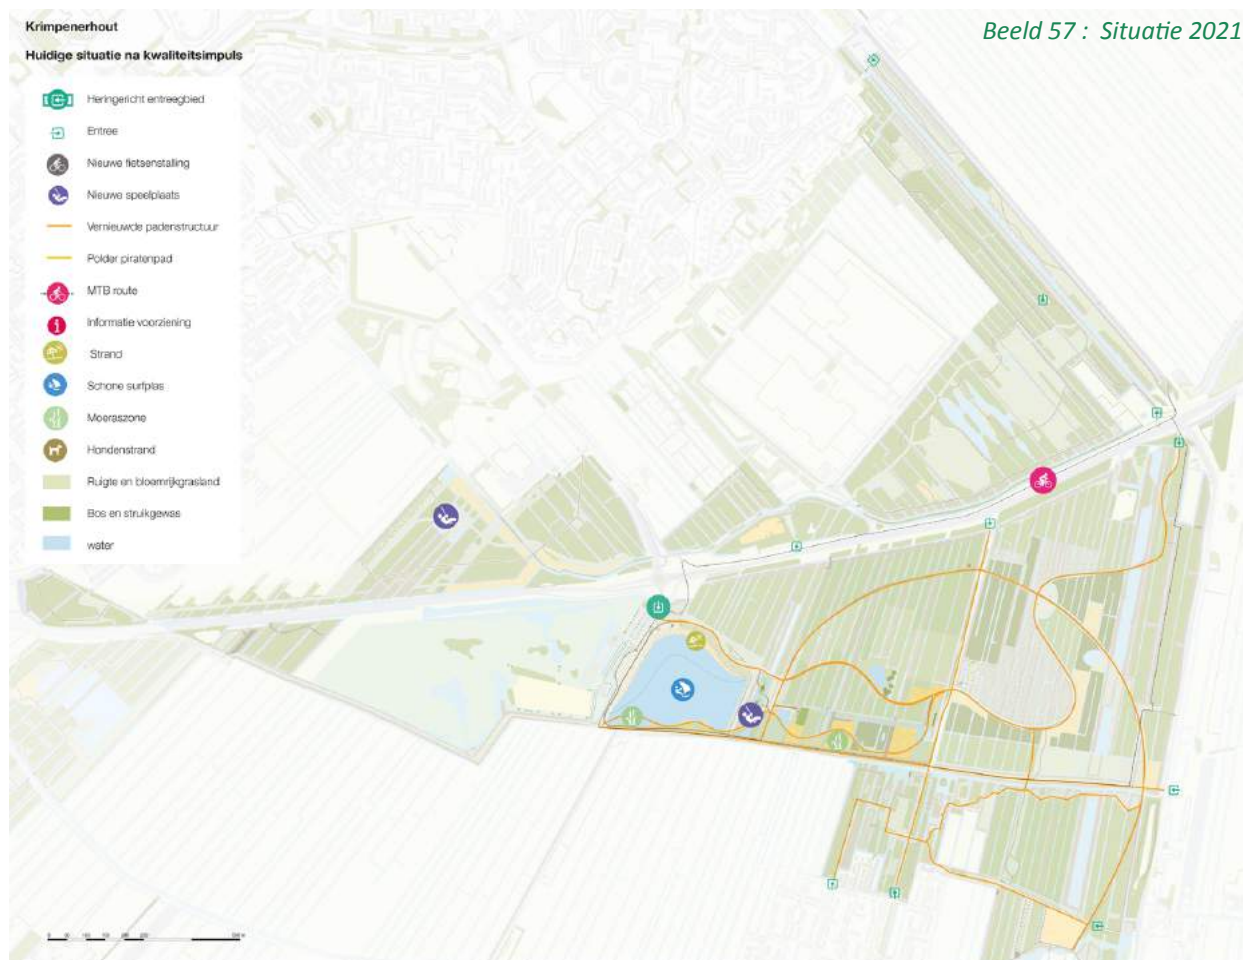 Krimpenerhout
Beeld 57 : Situatie 2021
Huidige situatie na kwaliteitsimpuls
Heringericht entreegbied
Entree
Nieuwe fietsenstalling
Nieuwe speelplaats
Vernieuwde padenstructuur
Polder piratenpad
MTB route
Informatie voorziening
Strand
Schone surfplas
Moeraszone
Hondenstrand
Ruigte en bloemrijkgrasland
Bos en struikgewas
water